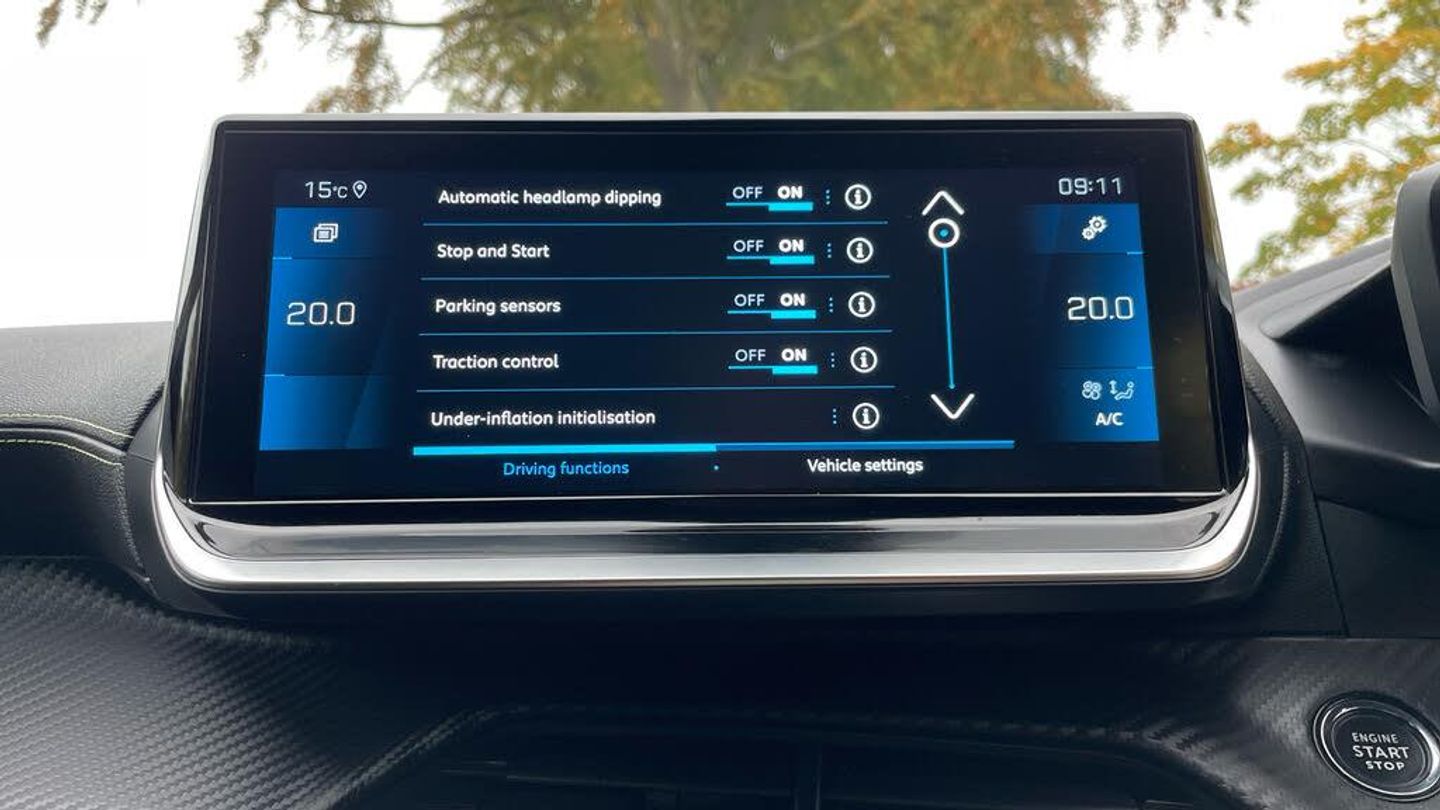 15°C
09:11
Automatic headlamp dipping OFF ON
Stop and Start OFF ON
20.0
Parking sensors OFF ON
20.0
Traction control OFF ON
Under-inflation initialisation
A/C
Driving functions
Vehicle settings
ENGINE
START
STOP